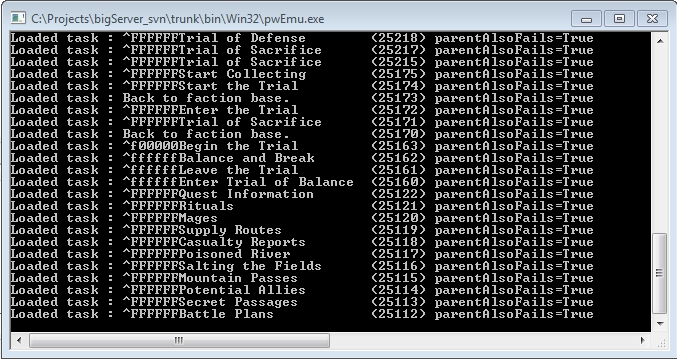 C:\Projects\bigServer_svn\trunk\bin\Win32\pwEmu.exe
Loaded task : ^FFFFFFTrial of Defense (25218) parentAlsoFails=True
Loaded task : ^FFFFFFTrial of Sacrifice (25217) parentAlsoFails=True
Loaded task : ^FFFFFFTrial of Sacrifice (25215) parentAlsoFails=True
Loaded task : ^FFFFFFStart Collecting (25175) parentAlsoFails=True
Loaded task : ^FFFFFFStart the Trial (25174) parentAlsoFails=True
Loaded task : Back to faction base. (25173) parentAlsoFails=True
Loaded task : ^FFFFFFEnter the Trial (25172) parentAlsoFails=True
Loaded task : ^FFFFFFTrial of Sacrifice (25171) parentAlsoFails=True
Loaded task : Back to faction base. (25170) parentAlsoFails=True
Loaded task : ^f00000Begin the Trial (25163) parentAlsoFails=True
Loaded task : ^ffffffBalance and Break (25162) parentAlsoFails=True
Loaded task : ^ffffffLeave the Trial (25161) parentAlsoFails=True
Loaded task : ^ffffffEnter Trial of Balance (25160) parentAlsoFails=True
Loaded task : ^FFFFFFQuest Information (25122) parentAlsoFails=True
Loaded task : ^FFFFFFRituals (25121) parentAlsoFails=True
Loaded task : ^FFFFFFMages (25120) parentAlsoFails=True
Loaded task : ^FFFFFFSupply Routes (25119) parentAlsoFails=True
Loaded task : ^FFFFFFCasualty Reports (25118) parentAlsoFails=True
Loaded task : ^FFFFFFPoisoned River (25117) parentAlsoFails=True
Loaded task : ^FFFFFFSalting the Fields (25116) parentAlsoFails=True
Loaded task : ^FFFFFFMountain Passes (25115) parentAlsoFails=True
Loaded task : ^FFFFFFPotential Allies (25114) parentAlsoFails=True
Loaded task : ^FFFFFFSecret Passages (25113) parentAlsoFails=True
Loaded task : ^FFFFFFBattle Plans (25112) parentAlsoFails=True